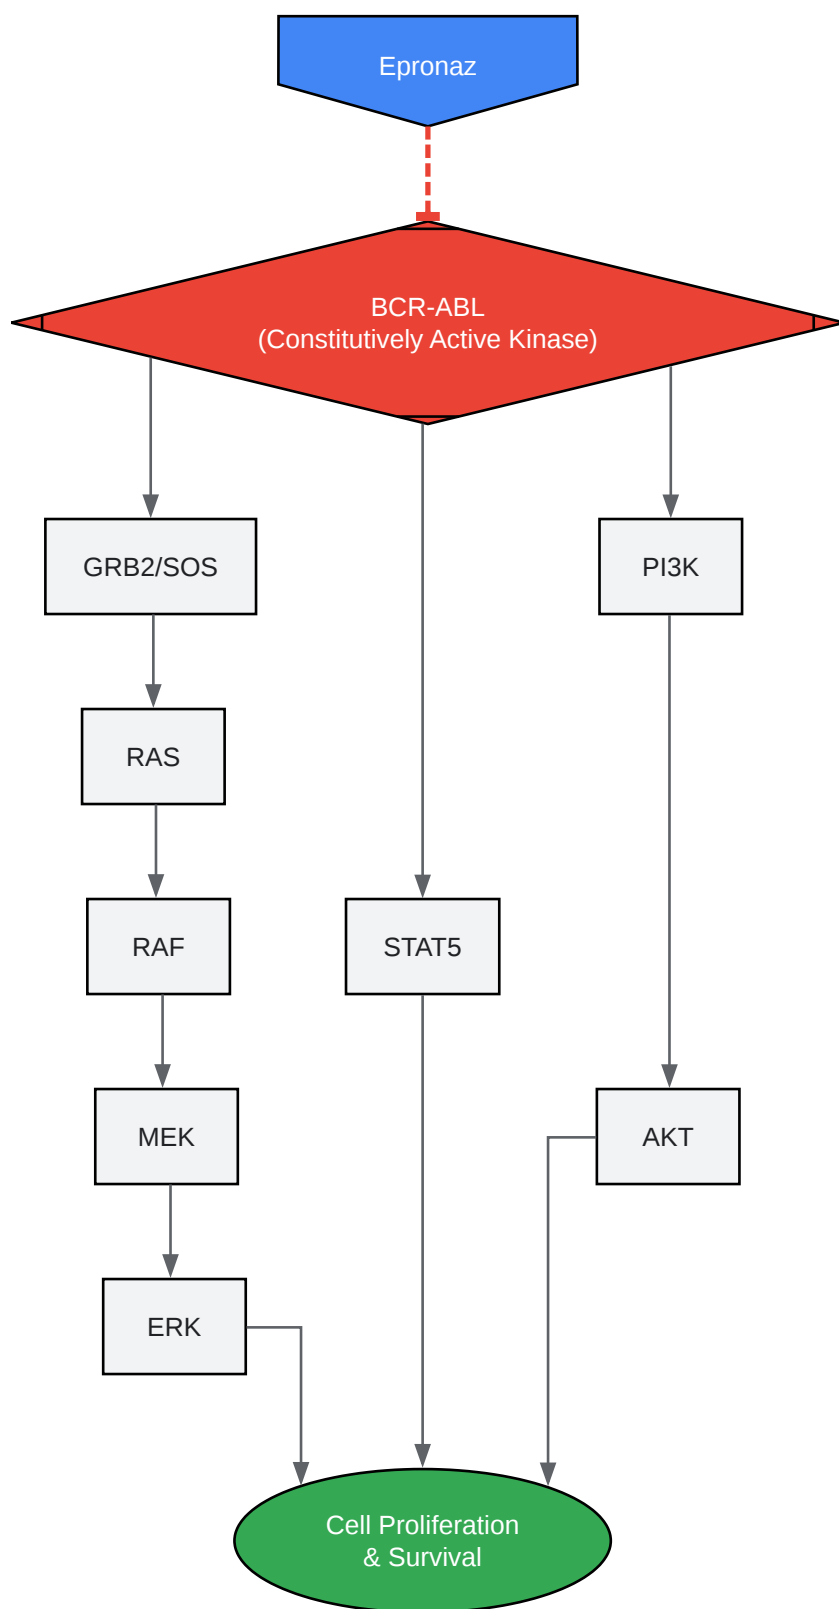 Epronaz
BCR-ABL
(Constitutively Active Kinase)
GRB2/SOS
PI3K
RAS
RAF
STAT5
MEK
AKT
ERK
Cell Proliferation
& Survival